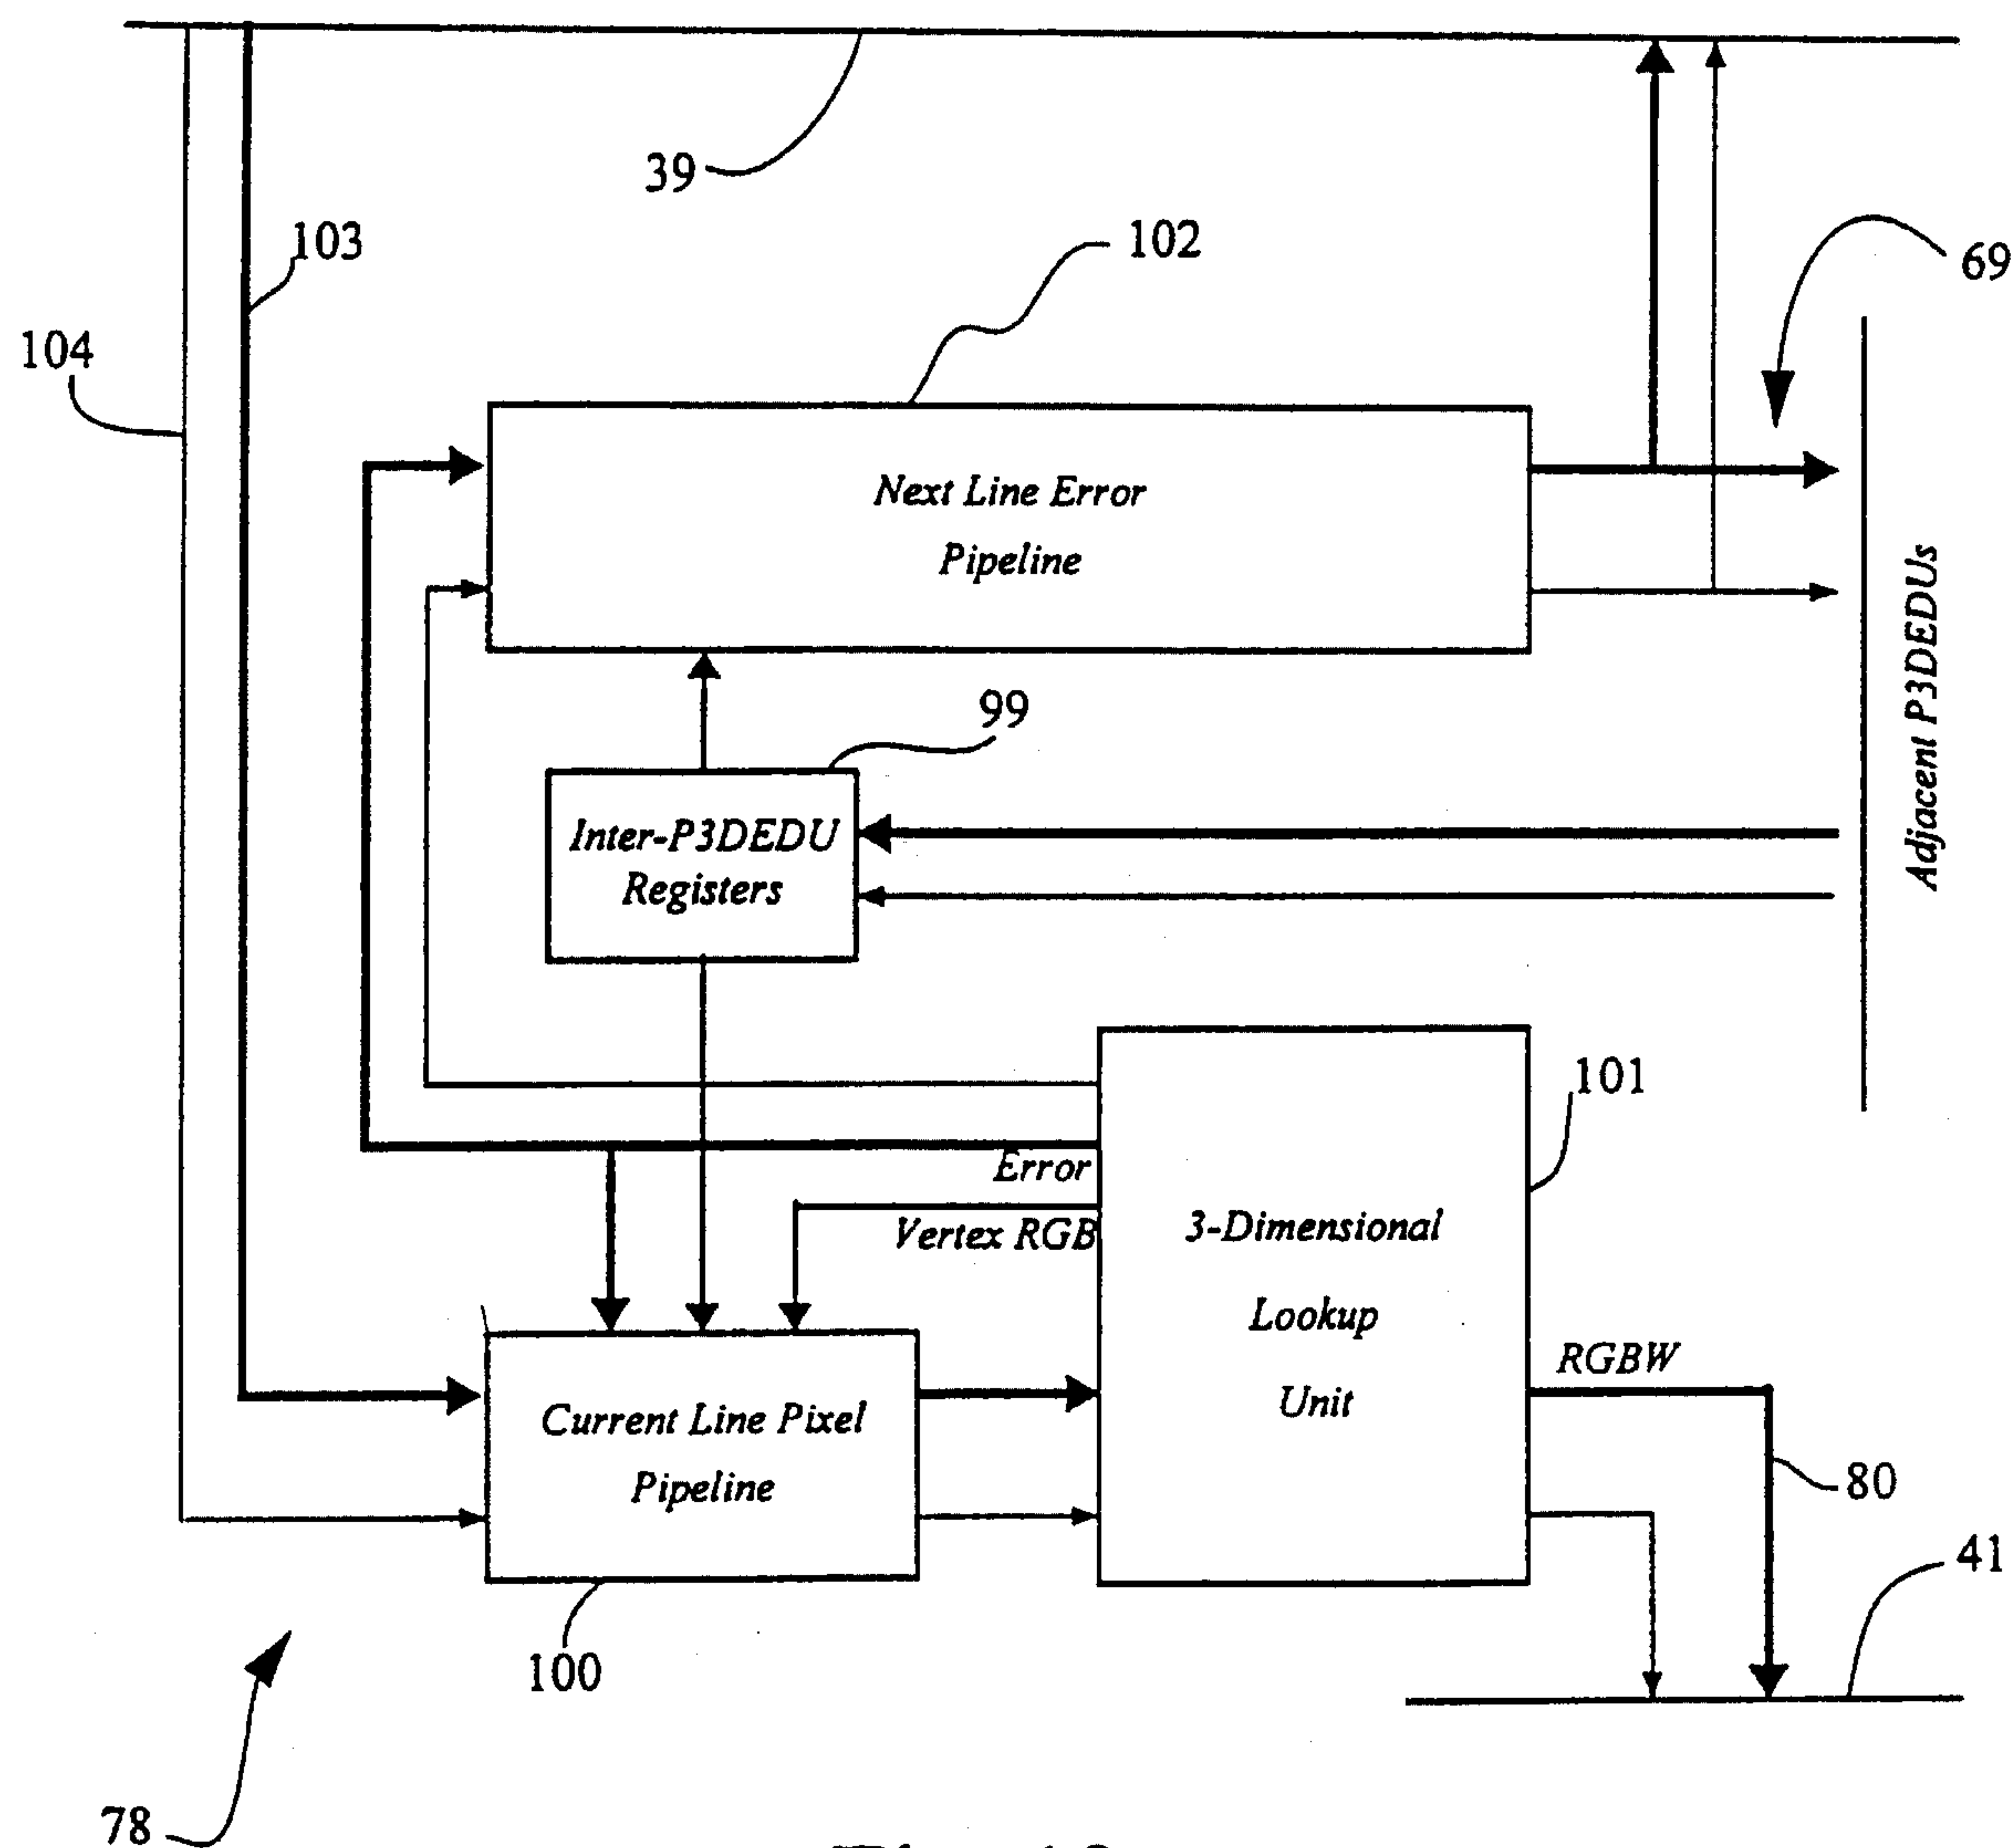 39
103
102
69
104
Next Line Error
Pipeline
99
Inter-P3DEDU
Registers
Adjacent P3DEDUs
101
Error
Vertex RGB
3-Dimensional
Lookup
Unit
RGBW
Current Line Pixel
Pipeline
80
41
100
78